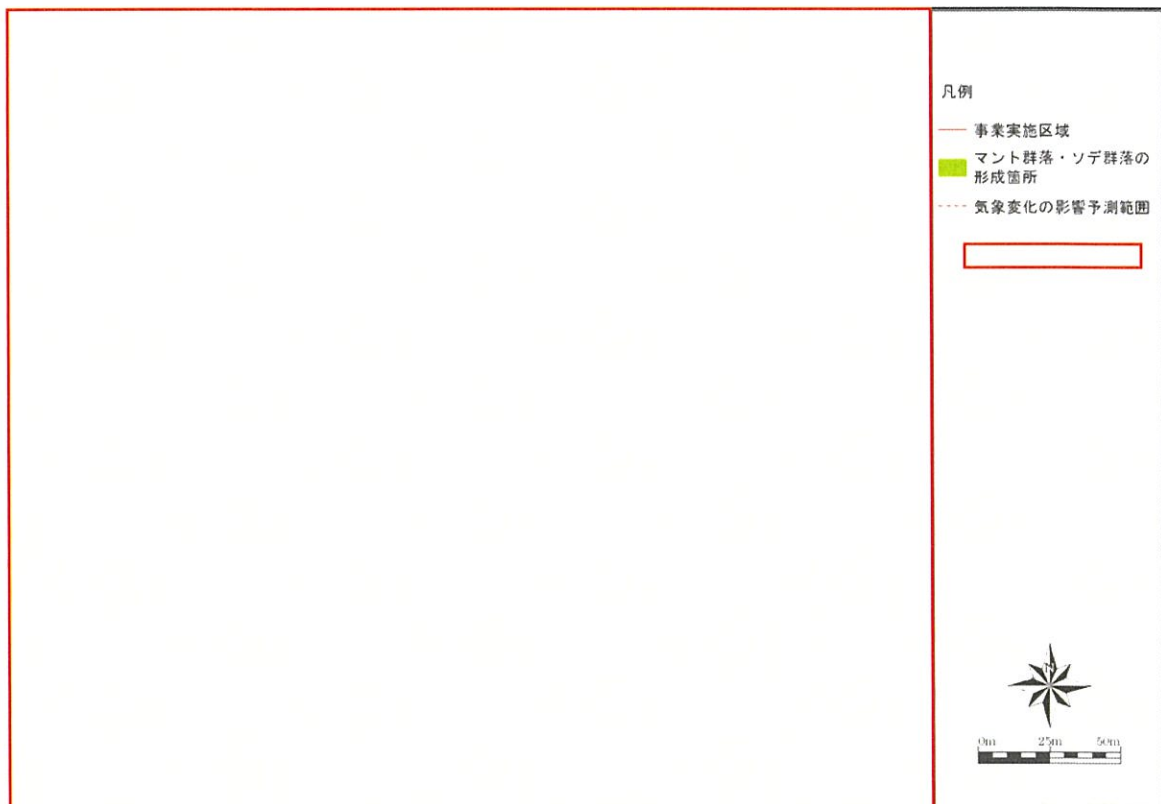 凡例
事業実施区域
マント群落・ソデ群落の
形成箇所
気象変化の影響予測範囲
N
0m 25m 50m